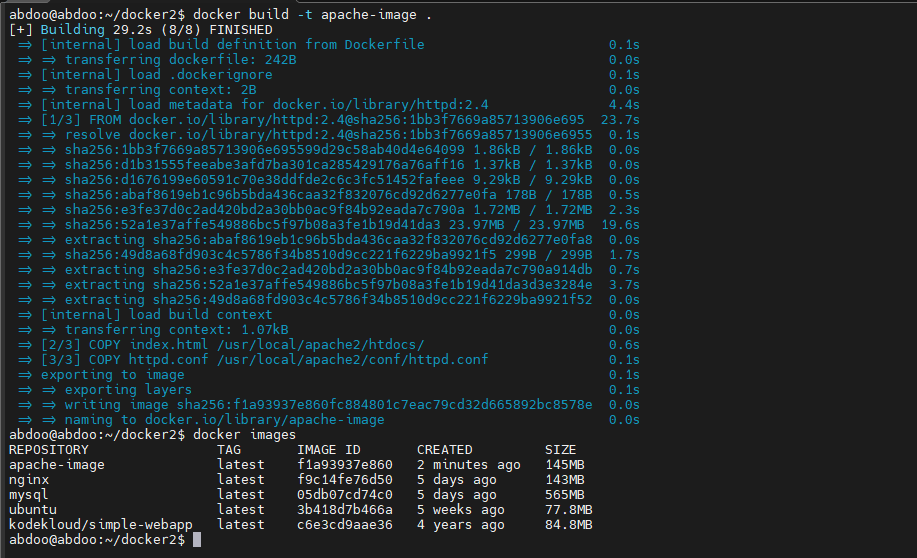 abdoo@abdoo:~/docker2$ docker build -t apache-image .
[+] Building 29.2s (8/8) FINISHED
=> [internal] load build definition from Dockerfile 0.1s
=> => transferring dockerfile: 242B 0.0s
=> [internal] load .dockerignore 0.1s
=> => transferring context: 2B 0.0s
=> [internal] load metadata for docker.io/library/httpd:2.4 4.4s
=> [1/3] FROM docker.io/library/httpd:2.4@sha256:1bb3f7669a85713906e695 23.7s
=> => resolve docker.io/library/httpd:2.4@sha256:1bb3f7669a85713906e6955 0.1s
=> => sha256:1bb3f7669a85713906e695599d29c58ab40d4e64099 1.86kB / 1.86kB 0.0s
=> => sha256:d1b31555feeabe3afd7ba301ca285429176a76aff16 1.37kB / 1.37kB 0.0s
=> => sha256:d1676199e60591c70e38ddfde2c6c3fc51452fafeee 9.29kB / 9.29kB 0.0s
=> => sha256:abaf8619eb1c96b5bda436caa32f832076cd92d6277e0fa 178B / 178B 0.5s
=> => sha256:e3fe37d0c2ad420bd2a30bb0ac9f84b92eada7c790a 1.72MB / 1.72MB 2.3s
=> => sha256:52a1e37affe549886bc5f97b08a3fe1b19d41da3 23.97MB / 23.97MB 19.6s
=> => extracting sha256:abaf8619eb1c96b5bda436caa32f832076cd92d6277e0fa8 0.0s
=> => sha256:49d8a68fd903c4c5786f34b8510d9cc221f6229ba9921f5 299B / 299B 1.7s
=> => extracting sha256:e3fe37d0c2ad420bd2a30bb0ac9f84b92eada7c790a914db 0.7s
=> => extracting sha256:52a1e37affe549886bc5f97b08a3fe1b19d41da3d3e3284e 3.7s
=> => extracting sha256:49d8a68fd903c4c5786f34b8510d9cc221f6229ba9921f52 0.0s
=> [internal] load build context 0.0s
=> => transferring context: 1.07kB 0.0s
=> [2/3] COPY index.html /usr/local/apache2/htdocs/ 0.6s
=> [3/3] COPY httpd.conf /usr/local/apache2/conf/httpd.conf 0.1s
=> exporting to image 0.1s
=> => exporting layers 0.1s
=> => writing image sha256:f1a93937e860fc884801c7eac79cd32d665892bc8578e 0.0s
=> => naming to docker.io/library/apache-image 0.0s
abdoo@abdoo:~/docker2$ docker images
REPOSITORY TAG IMAGE ID CREATED SIZE
apache-image latest f1a93937e860 2 minutes ago 145MB
nginx latest f9c14fe76d50 5 days ago 143MB
mysql latest 05db07cd74c0 5 days ago 565MB
ubuntu latest 3b418d7b466a 5 weeks ago 77.8MB
kodekloud/simple-webapp latest c6e3cd9aae36 4 years ago 84.8MB
abdoo@abdoo:~/docker2$